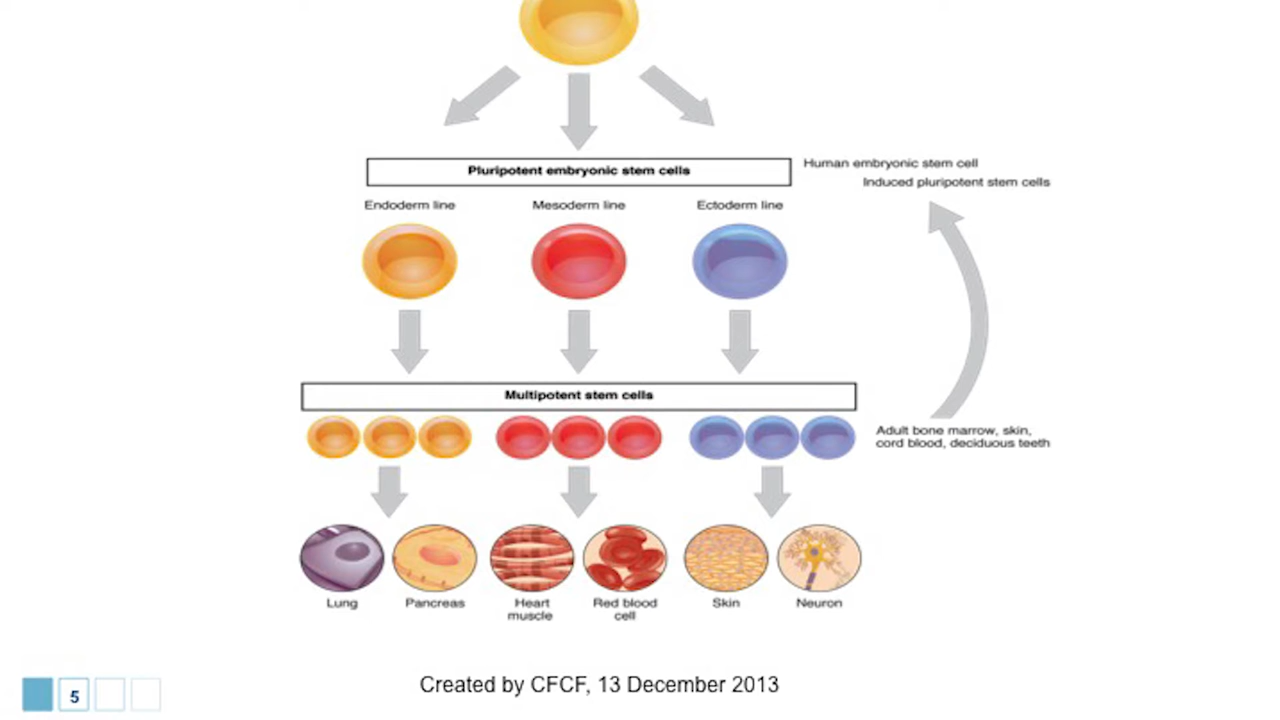 Pluripotent embryonic stem cells
Human embryonic stem cell
Induced pluripotent stem cells
Endoderm line
Mesoderm line
Ectoderm line
Multipotent stem cells
Adult bone marrow, skin,
cord blood, deciduous teeth
Lung
Pancreas
Heart
muscle
Red blood
cell
Skin
Neuron
Created by CFCF, 13 December 2013
5